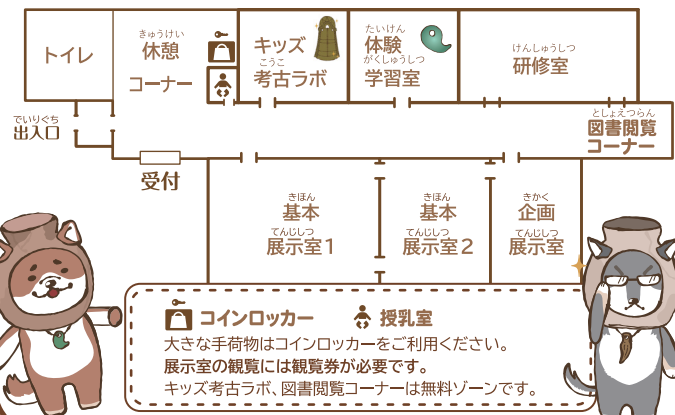 トイレ
きゅうけい
休憩
コーナー
キッズ
こうこ
考古ラボ
たいけん
体験
がくしゅうしつ
学習室
けんしゅうしつ
研修室
でいりぐち
出入口
としょえつらん
図書閲覧
コーナー
受付
きほん
基本
てんじしつ
展示室1
きほん
基本
てんじしつ
展示室2
きかく
企画
てんじしつ
展示室
コインロッカー 授乳室
大きな手荷物はコインロッカーをご利用ください。
展示室の観覧には観覧券が必要です。
キッズ考古ラボ、図書閲覧コーナーは無料ゾーンです。